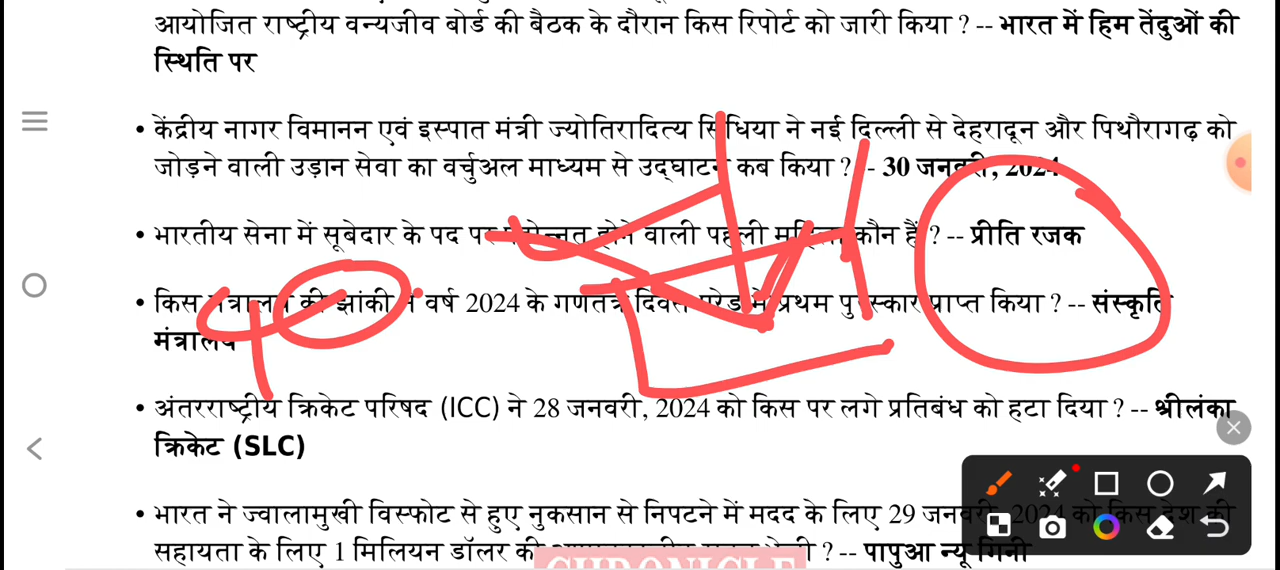 आयोजित राष्ट्रीय वन्यजीव बोर्ड की बैठक के दौरान किस रिपोर्ट को जारी किया ? -- भारत में हिम तेंदुओं की
स्थिति पर
• केंद्रीय नागर विमानन एवं इस्पात मंत्री ज्योतिरादित्य सिंधिया ने नई दिल्ली से देहरादून और पिथौरागढ़ को
जोड़ने वाली उड़ान सेवा का वर्चुअल माध्यम से उद्घाटन कब किया ? -- 30 जनवरी, 2024
• भारतीय सेना में सूबेदार के पद पर पदोन्नत होने वाली पहली महिला कौन हैं ? -- प्रीति रजक
• किस मंत्रालय की झांकी ने वर्ष 2024 के गणतंत्र दिवस परेड में प्रथम पुरस्कार प्राप्त किया ? -- संस्कृति
मंत्रालय
• अंतरराष्ट्रीय क्रिकेट परिषद (ICC) ने 28 जनवरी, 2024 को किस पर लगे प्रतिबंध को हटा दिया ? -- श्रीलंका
क्रिकेट (SLC)
• भारत ने ज्वालामुखी विस्फोट से हुए नुकसान से निपटने में मदद के लिए 29 जनवरी, 2024 को किस देश की
सहायता के लिए 1 मिलियन डॉलर की ? -- पापुआ न्यू गिनी
CHRONICLE